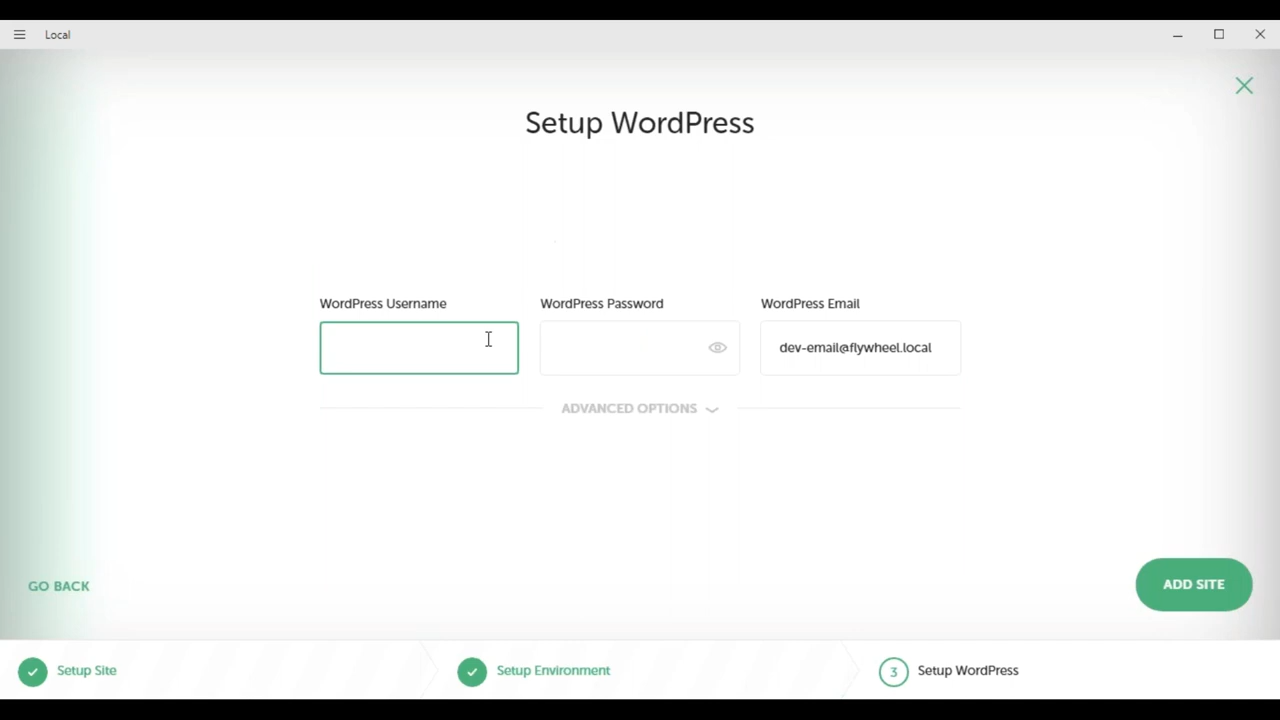 Local
Setup WordPress
WordPress Username
WordPress Password
WordPress Email
dev-email@flywheel.local
ADVANCED OPTIONS
GO BACK
ADD SITE
Setup Site
Setup Environment
3
Setup WordPress